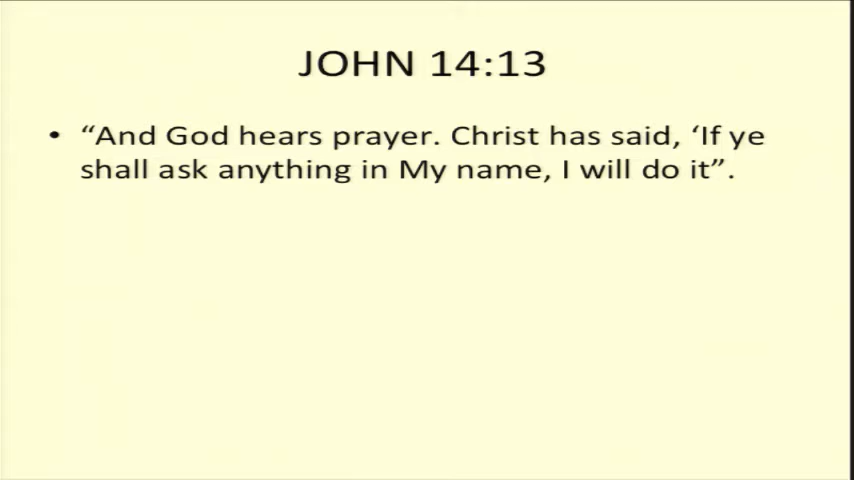 JOHN 14:13
• “And God hears prayer. Christ has said, ‘If ye
shall ask anything in My name, I will do it”.